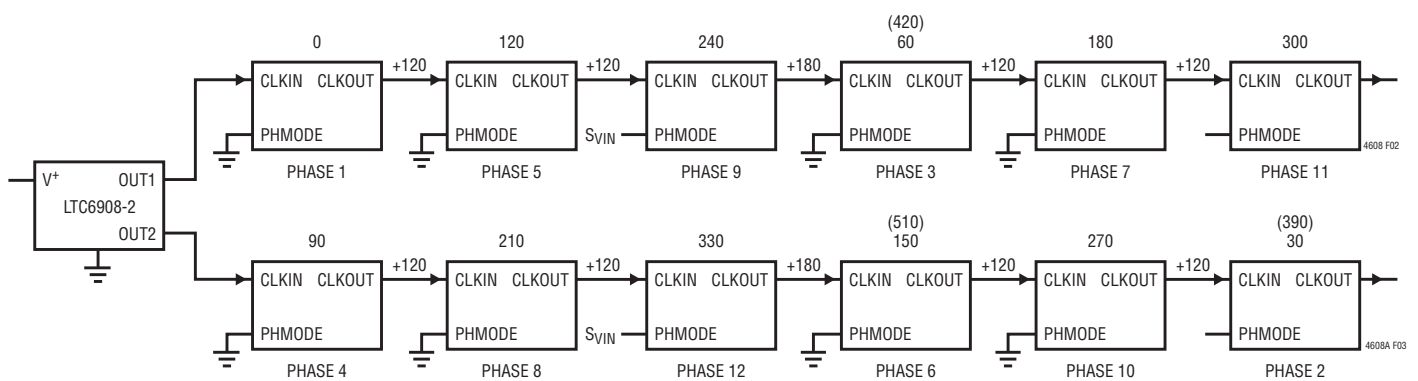 (420)
0 120 240 60 180 300
+120 +120 +180 +120 +120
CLKIN CLKOUT CLKIN CLKOUT CLKIN CLKOUT CLKIN CLKOUT CLKIN CLKOUT CLKIN CLKOUT
PHMODE PHMODE SVIN PHMODE PHMODE PHMODE PHMODE
4608 F02
PHASE 1 PHASE 5 PHASE 9 PHASE 3 PHASE 7 PHASE 11
V+ OUT1
LTC6908-2
OUT2
(510) (390)
90 210 330 150 270 30
+120 +120 +180 +120 +120
CLKIN CLKOUT CLKIN CLKOUT CLKIN CLKOUT CLKIN CLKOUT CLKIN CLKOUT CLKIN CLKOUT
PHMODE PHMODE SVIN PHMODE PHMODE PHMODE PHMODE
4608A F03
PHASE 4 PHASE 8 PHASE 12 PHASE 6 PHASE 10 PHASE 2